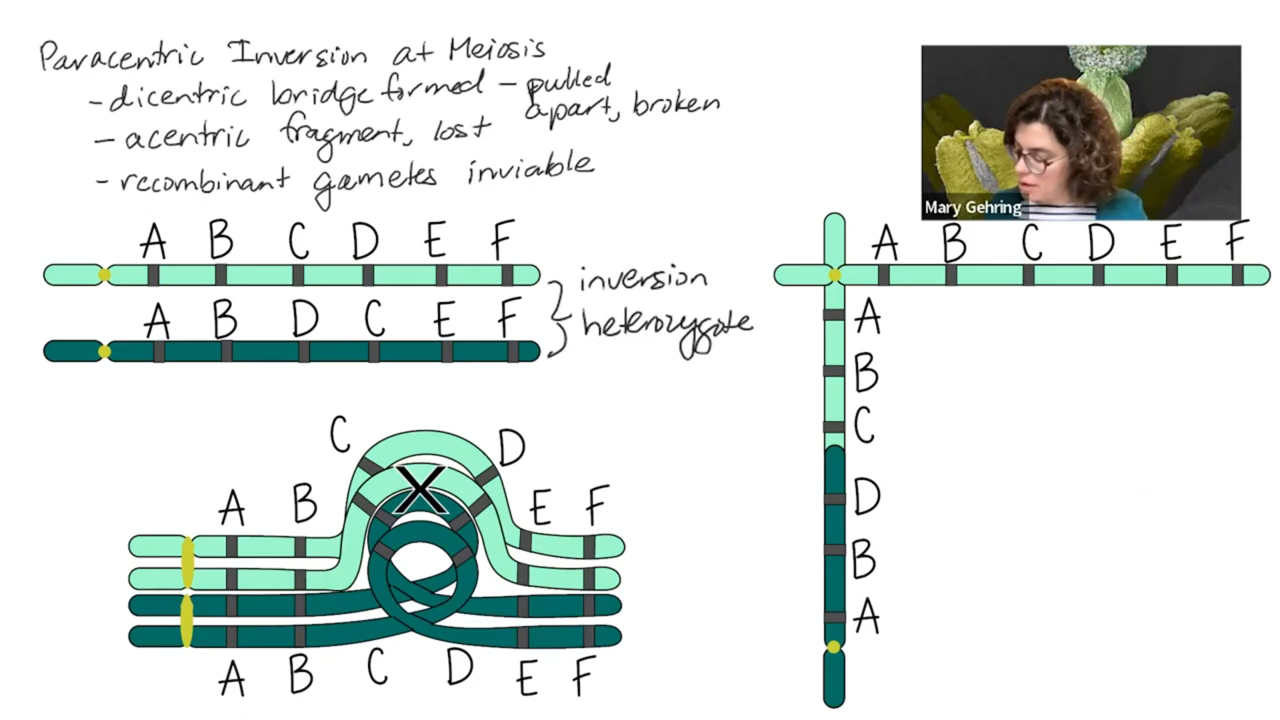 Paracentric Inversion at Meiosis
- dicentric bridge formed - pulled apart, broken
- acentric fragment, lost
- recombinant gametes inviable
Mary Gehring
A B C D E F
inversion
A B D C E F
heterozygote
A B C D E F
A
B
C
D
B
A
C D
A B E F
X
A B C D E F